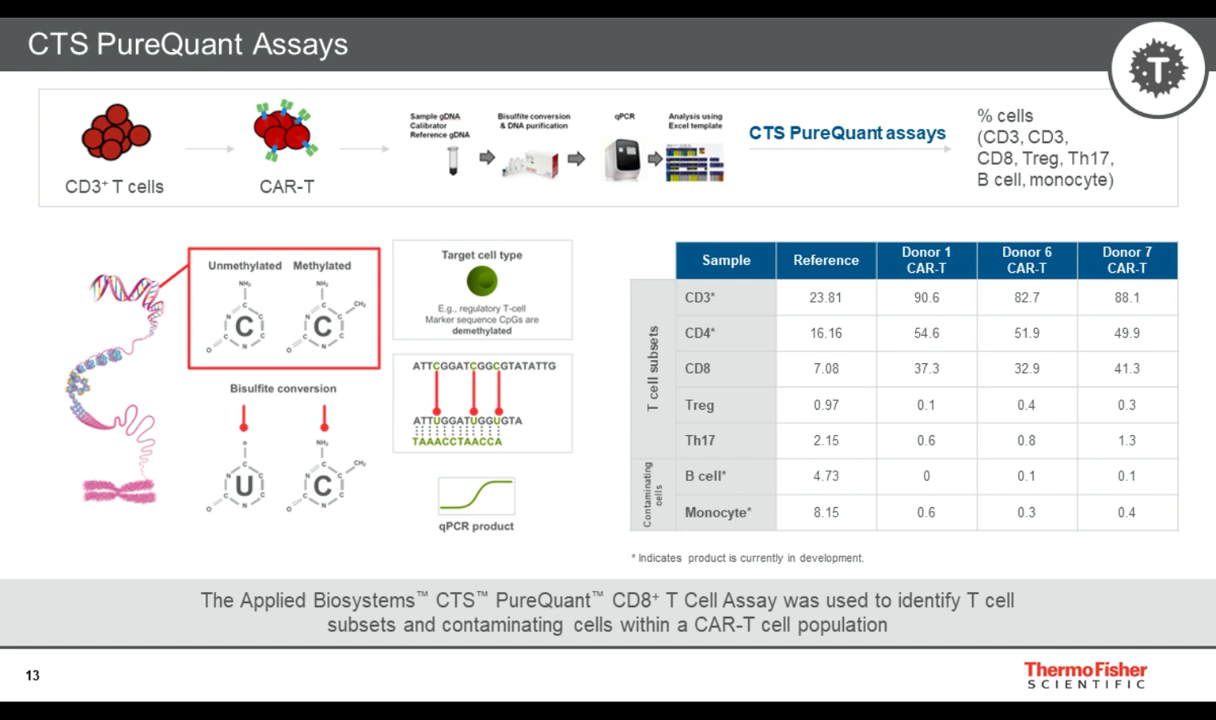 CTS PureQuant Assays
T
CD3⁺ T cells
CAR-T
Sample gDNA
Calibrator
Reference gDNA
Bisulfite conversion
& DNA purification
qPCR
Analysis using
Excel template
CTS PureQuant assays
% cells
(CD3, CD3,
CD8, Treg, Th17,
B cell, monocyte)
Unmethylated Methylated
NH₂ NH₂
CH₃
C C
Bisulfite conversion
NH₂
CH₃
U C
Target cell type
E.g., regulatory T-cell
Marker sequence CpGs are
demethylated
ATTCGGATCGGCGTATATTG
ATTUGGATUGGUGTA
TAAACCTAACCA
qPCR product
Sample Reference Donor 1 CAR-T Donor 6 CAR-T Donor 7 CAR-T
T cell subsets
CD3* 23.81 90.6 82.7 88.1
CD4* 16.16 54.6 51.9 49.9
CD8 7.08 37.3 32.9 41.3
Treg 0.97 0.1 0.4 0.3
Th17 2.15 0.6 0.8 1.3
Contaminating cells
B cell* 4.73 0 0.1 0.1
Monocyte* 8.15 0.6 0.3 0.4
* Indicates product is currently in development.
The Applied Biosystems™ CTS™ PureQuant™ CD8⁺ T Cell Assay was used to identify T cell
subsets and contaminating cells within a CAR-T cell population
13
ThermoFisher
SCIENTIFIC